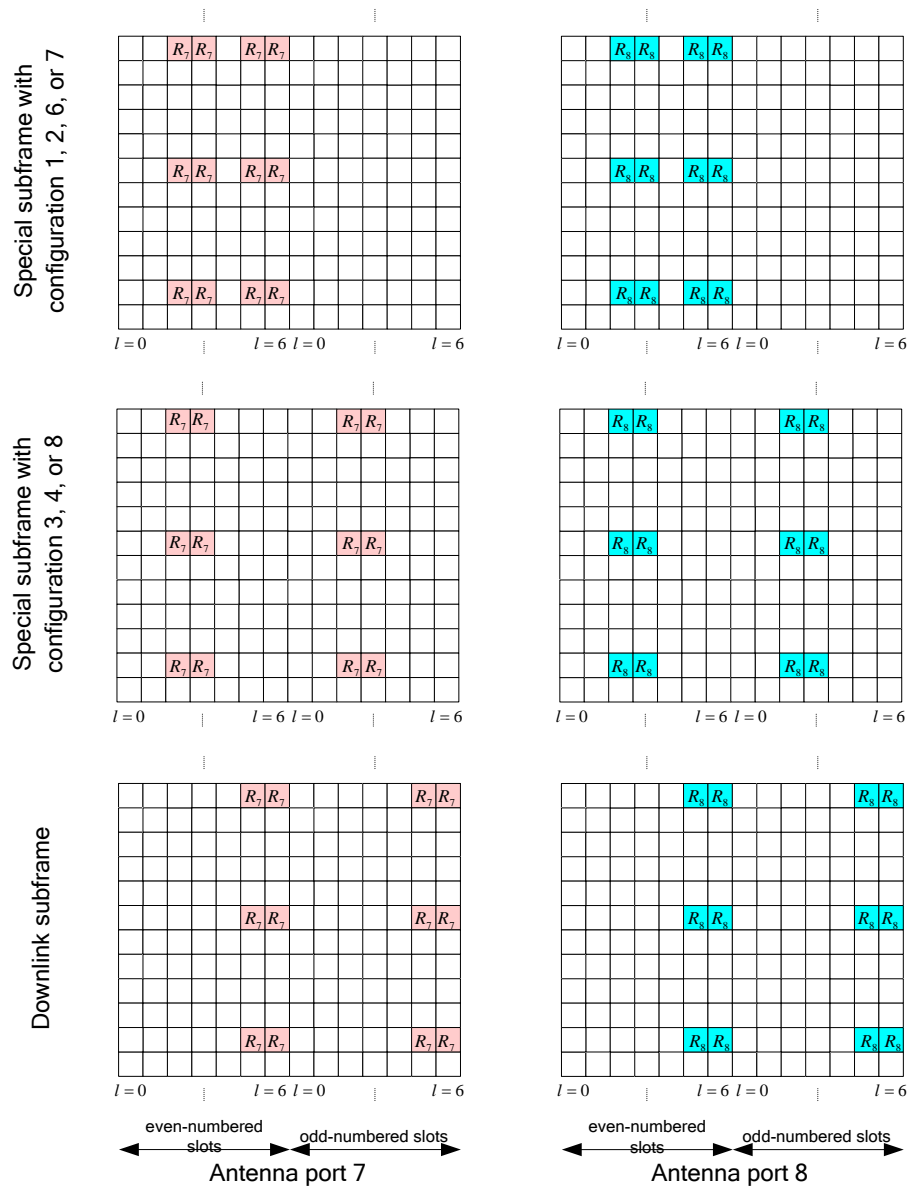 Special subframe with
configuration 1, 2, 6, or 7
R7 R7 R7 R7 R8 R8 R8 R8
R7 R7 R7 R7 R8 R8 R8 R8
R7 R7 R7 R7 R8 R8 R8 R8
l = 0 l = 6 l = 0 l = 6 l = 0 l = 6 l = 0 l = 6
Special subframe with
configuration 3, 4, or 8
R7 R7 R7 R7 R8 R8 R8 R8
R7 R7 R7 R7 R8 R8 R8 R8
R7 R7 R7 R7 R8 R8 R8 R8
l = 0 l = 6 l = 0 l = 6 l = 0 l = 6 l = 0 l = 6
Downlink subframe
R7 R7 R7 R7 R8 R8 R8 R8
R7 R7 R7 R7 R8 R8 R8 R8
R7 R7 R7 R7 R8 R8 R8 R8
l = 0 l = 6 l = 0 l = 6 l = 0 l = 6 l = 0 l = 6
even-numbered
slots
odd-numbered slots
even-numbered
slots
odd-numbered slots
Antenna port 7
Antenna port 8